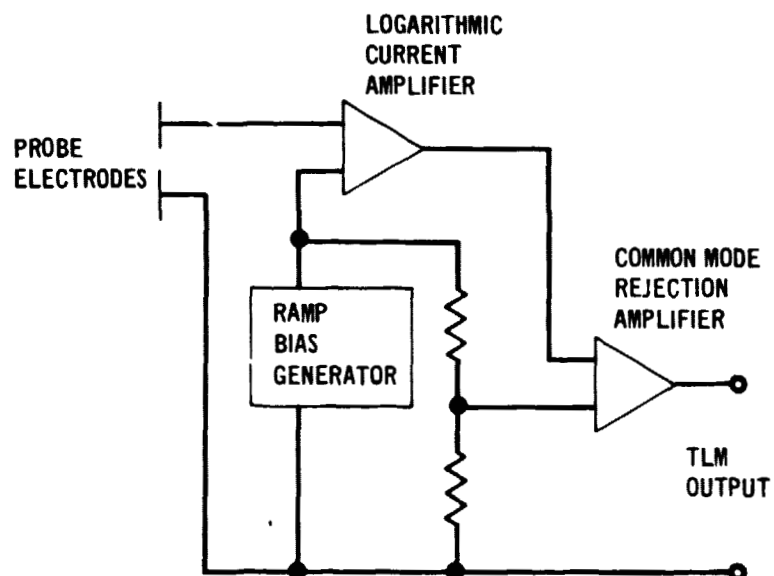 LOGARITHMIC
CURRENT
AMPLIFIER
PROBE
ELECTRODES
RAMP
BIAS
GENERATOR
COMMON MODE
REJECTION
AMPLIFIER
TLM
OUTPUT